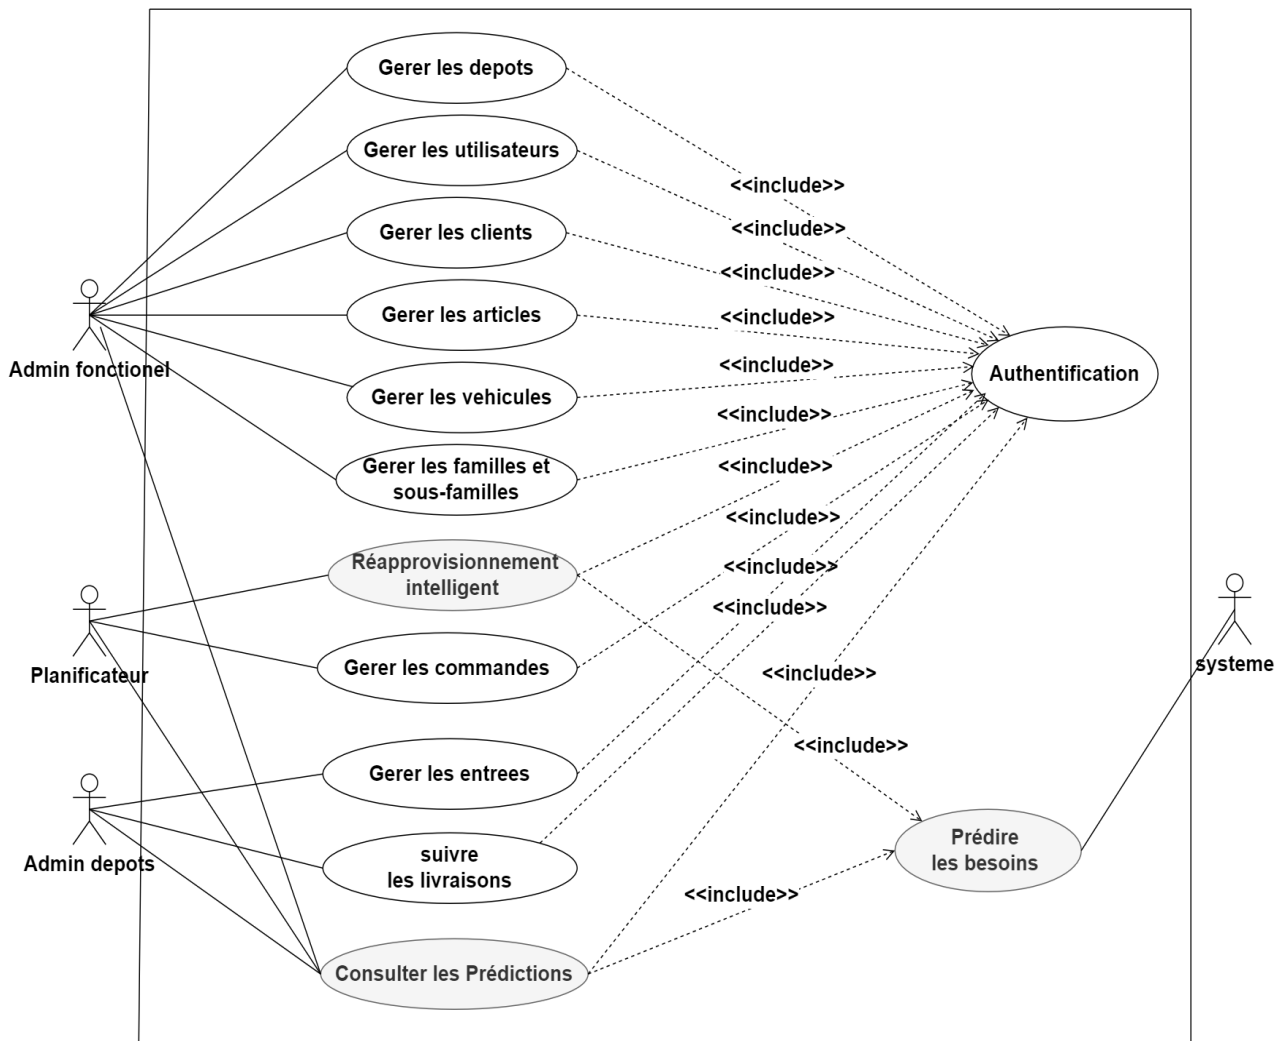 Gerer les depots
Gerer les utilisateurs
<<include>>
<<include>>
Gerer les clients
<<include>>
Gerer les articles
<<include>>
Admin fonctionel
<<include>>
Authentification
Gerer les vehicules
<<include>>
Gerer les familles et
sous-familles
<<include>>
<<include>>
Réapprovisionnement
intelligent
<<include>>
<<include>>
Planificateur
Gerer les commandes
<<include>>
systeme
<<include>>
Gerer les entrees
Admin depots
suivre
les livraisons
Prédire
les besoins
<<include>>
Consulter les Prédictions